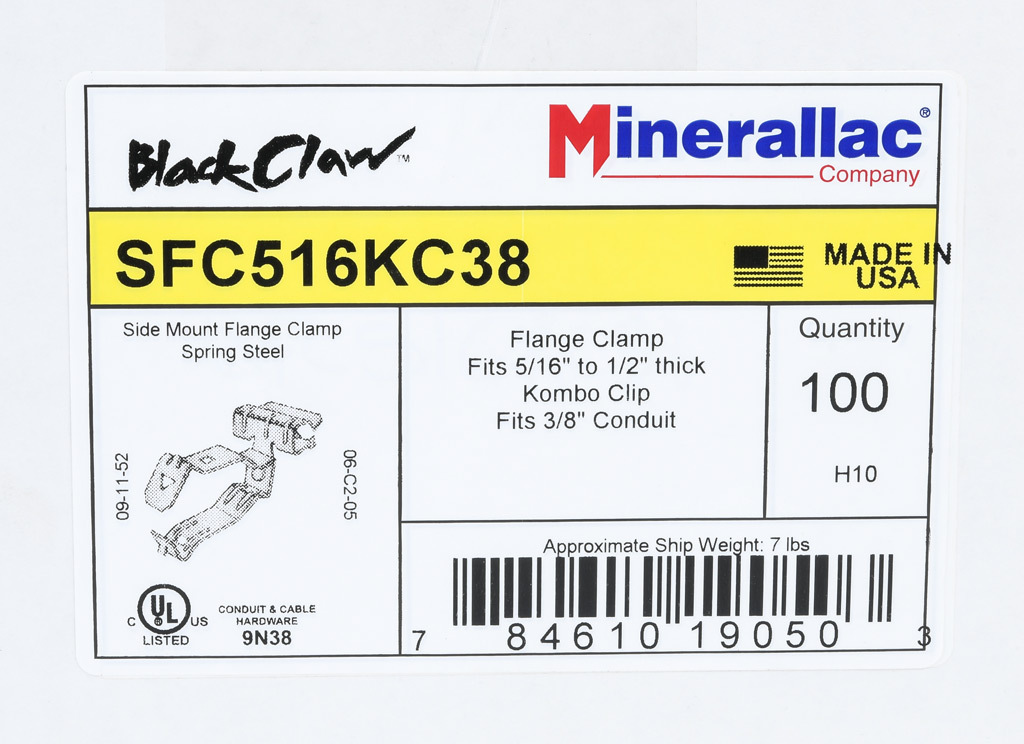 Black Claw™
Minerallac®
Company
SFC516KC38
MADE IN
USA
Side Mount Flange Clamp
Spring Steel
09-11-52
06-C2-05
C UL US
LISTED
CONDUIT & CABLE
HARDWARE
9N38
Flange Clamp
Fits 5/16" to 1/2" thick
Kombo Clip
Fits 3/8" Conduit
Quantity
100
H10
Approximate Ship Weight: 7 lbs
7 84610 19050 3